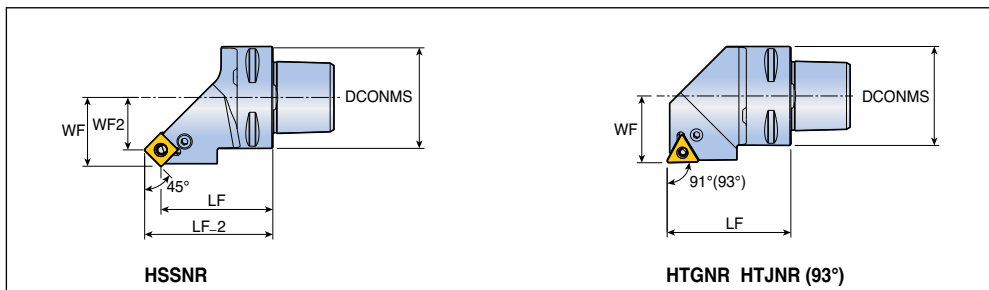 DCONMS
WF
WF2
45°
LF
LF_2
HSSNR
DCONMS
WF
91°(93°)
LF
HTGNR HTJNR (93°)